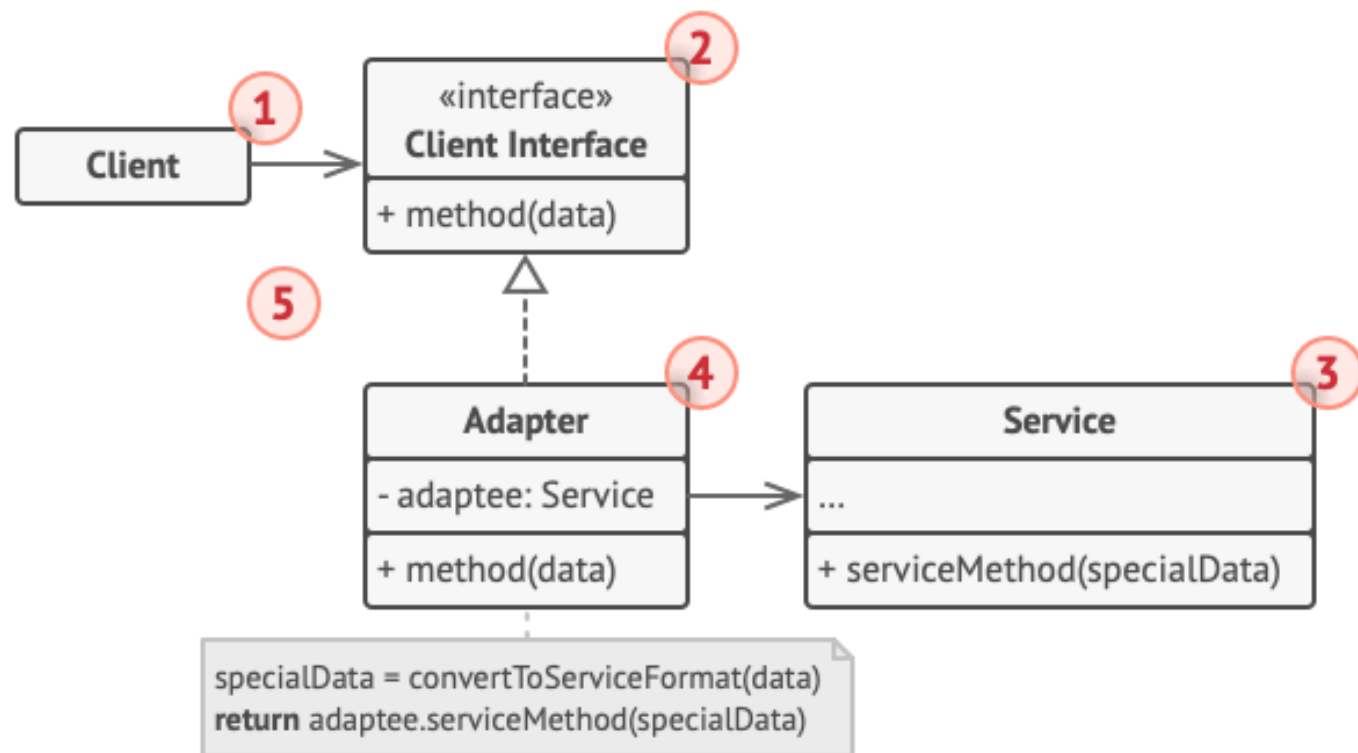 1
Client
2
«interface»
Client Interface
+ method(data)
5
4
Adapter
- adaptee: Service
+ method(data)
3
Service
...
+ serviceMethod(specialData)
specialData = convertToServiceFormat(data)
return adaptee.serviceMethod(specialData)